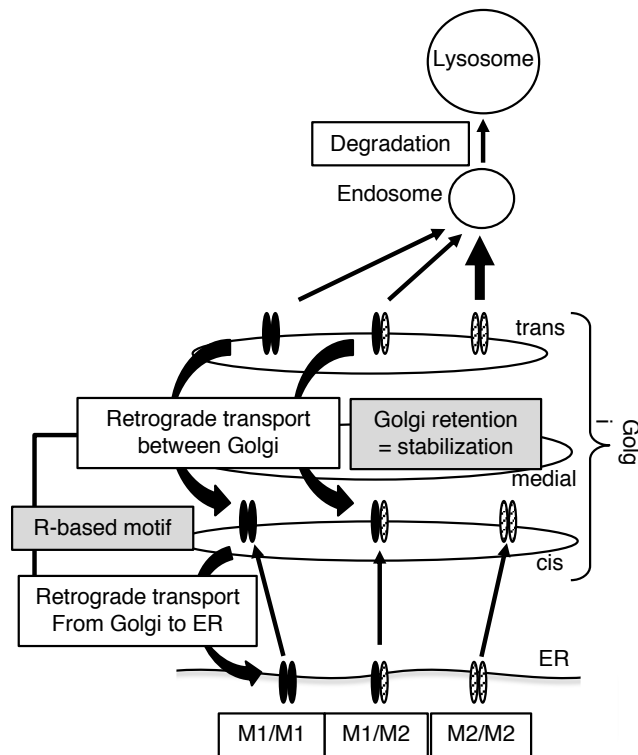 Lysosome
Degradation
Endosome
trans
Retrograde transport
between Golgi
Golgi retention
= stabilization
Golg
i
medial
R-based motif
cis
Retrograde transport
From Golgi to ER
ER
M1/M1
M1/M2
M2/M2